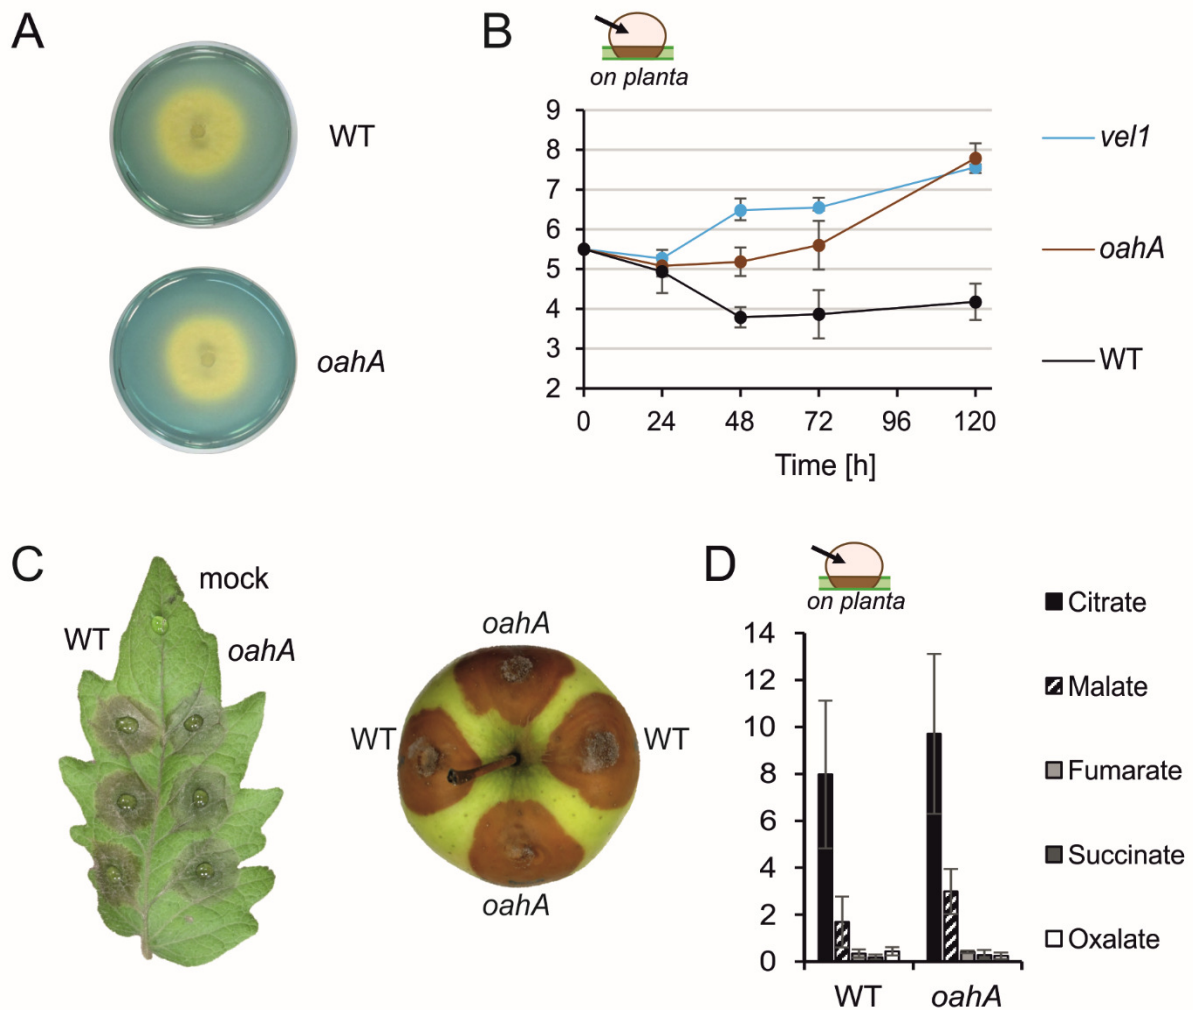 A
WT
oahA
B
on planta
9
8
7
6
5
4
3
2
0 24 48 72 96 120
Time [h]
vel1
oahA
WT
C
mock
WT
oahA
oahA
WT
WT
oahA
D
on planta
14
12
10
8
6
4
2
0
WT oahA
Citrate
Malate
Fumarate
Succinate
Oxalate